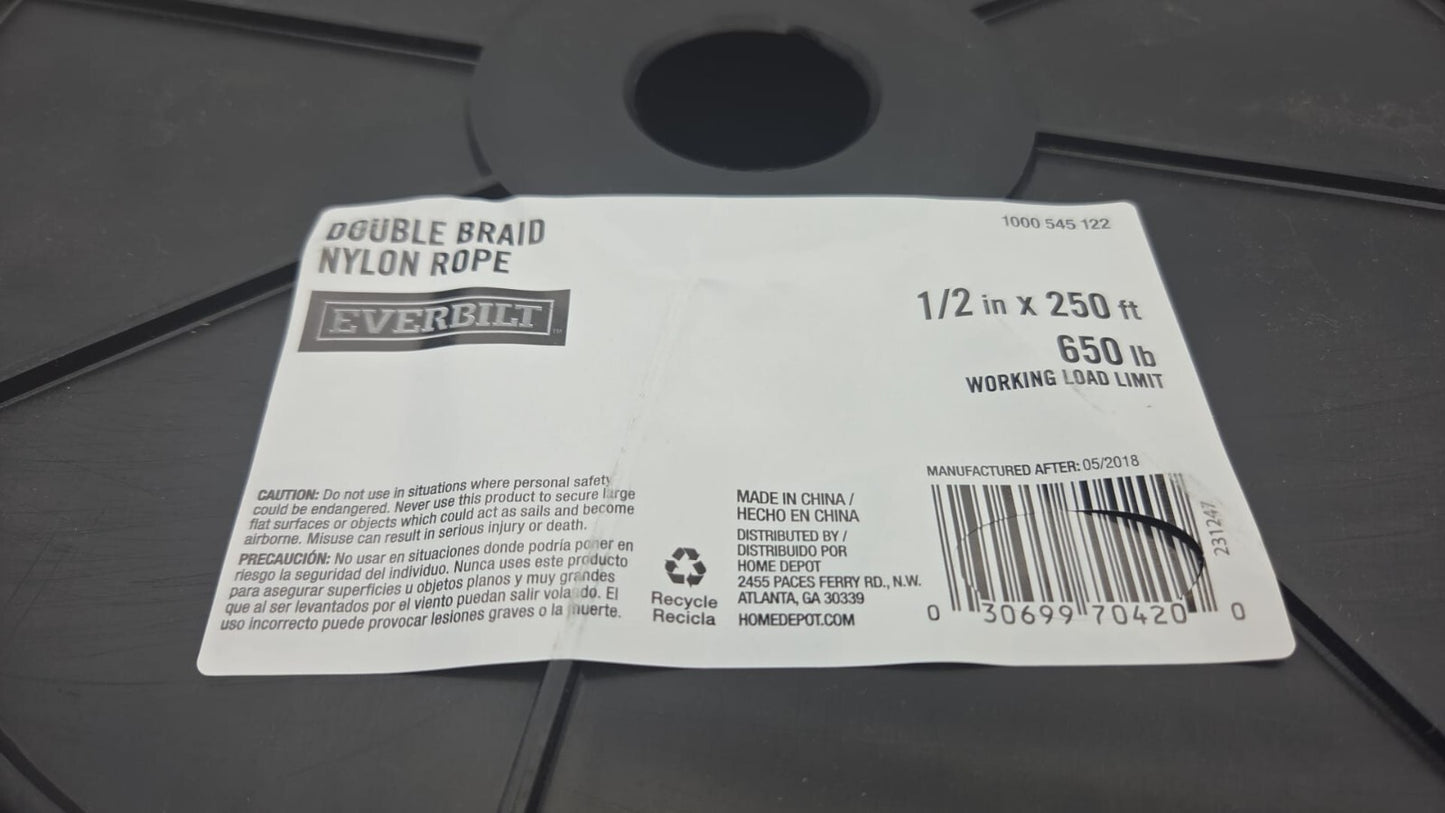 DOUBLE BRAID
NYLON ROPE
EVERBILT™
1000 545 122
1/2 in x 250 ft
650 lb
WORKING LOAD LIMIT
CAUTION: Do not use in situations where personal safety
could be endangered. Never use this product to secure large
flat surfaces or objects which could act as sails and become
airborne. Misuse can result in serious injury or death.
PRECAUCIÓN: No usar en situaciones donde podría poner en
riesgo la seguridad del individuo. Nunca uses este producto
para asegurar superficies u objetos planos y muy grandes
que al ser levantados por el viento puedan salir volando. El
uso incorrecto puede provocar lesiones graves o la muerte.
Recycle
Recicla
MADE IN CHINA /
HECHO EN CHINA
DISTRIBUTED BY /
DISTRIBUIDO POR
HOME DEPOT
2455 PACES FERRY RD., N.W.
ATLANTA, GA 30339
HOMEDEPOT.COM
MANUFACTURED AFTER: 05/2018
231247
0 30699 70420 0